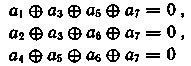 a₁ ⊕ a₃ ⊕ a₅ ⊕ a₇ = 0 ,
a₂ ⊕ a₃ ⊕ a₆ ⊕ a₇ = 0 ,
a₄ ⊕ a₅ ⊕ a₆ ⊕ a₇ = 0